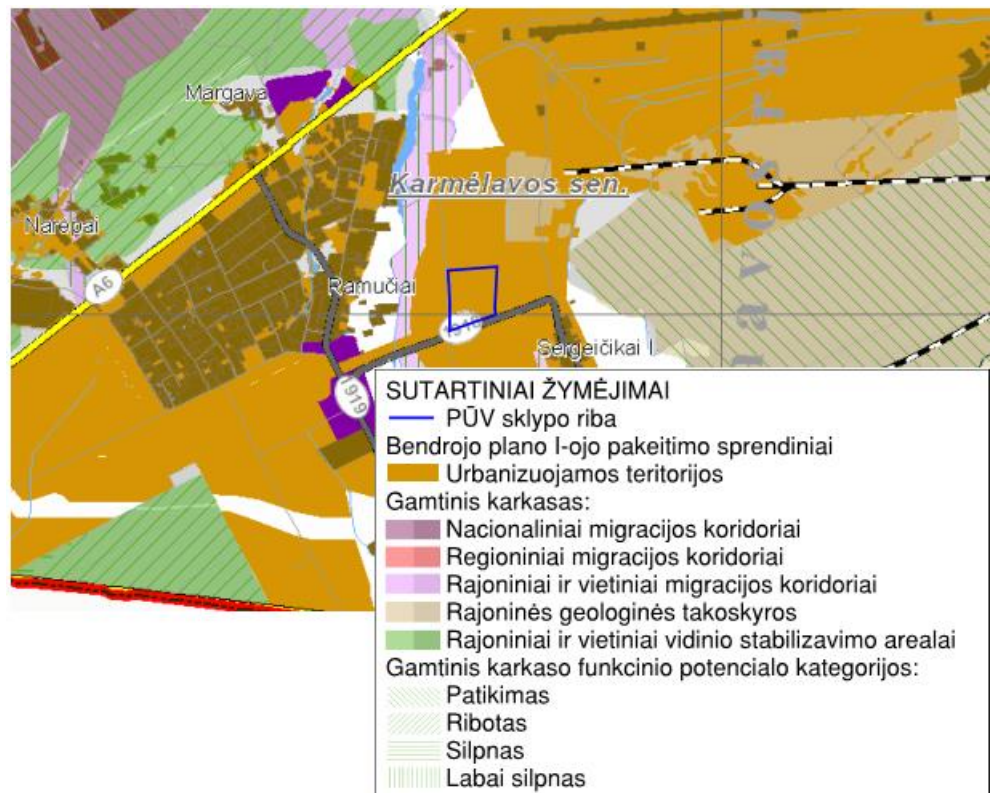 Margava
Karmėlavos sen.
Narėpai
A6
Ramučiai
1919
Sergeičikai I
1919
SUTARTINIAI ŽYMĖJIMAI
PŪV sklypo riba
Bendrojo plano I-ojo pakeitimo sprendiniai
Urbanizuojamos teritorijos
Gamtinis karkasas:
Nacionaliniai migracijos koridoriai
Regioniniai migracijos koridoriai
Rajoniniai ir vietiniai migracijos koridoriai
Rajoninės geologinės takoskyros
Rajoniniai ir vietiniai vidinio stabilizavimo arealai
Gamtinis karkaso funkcinio potencialo kategorijos:
Patikimas
Ribotas
Silpnas
Labai silpnas